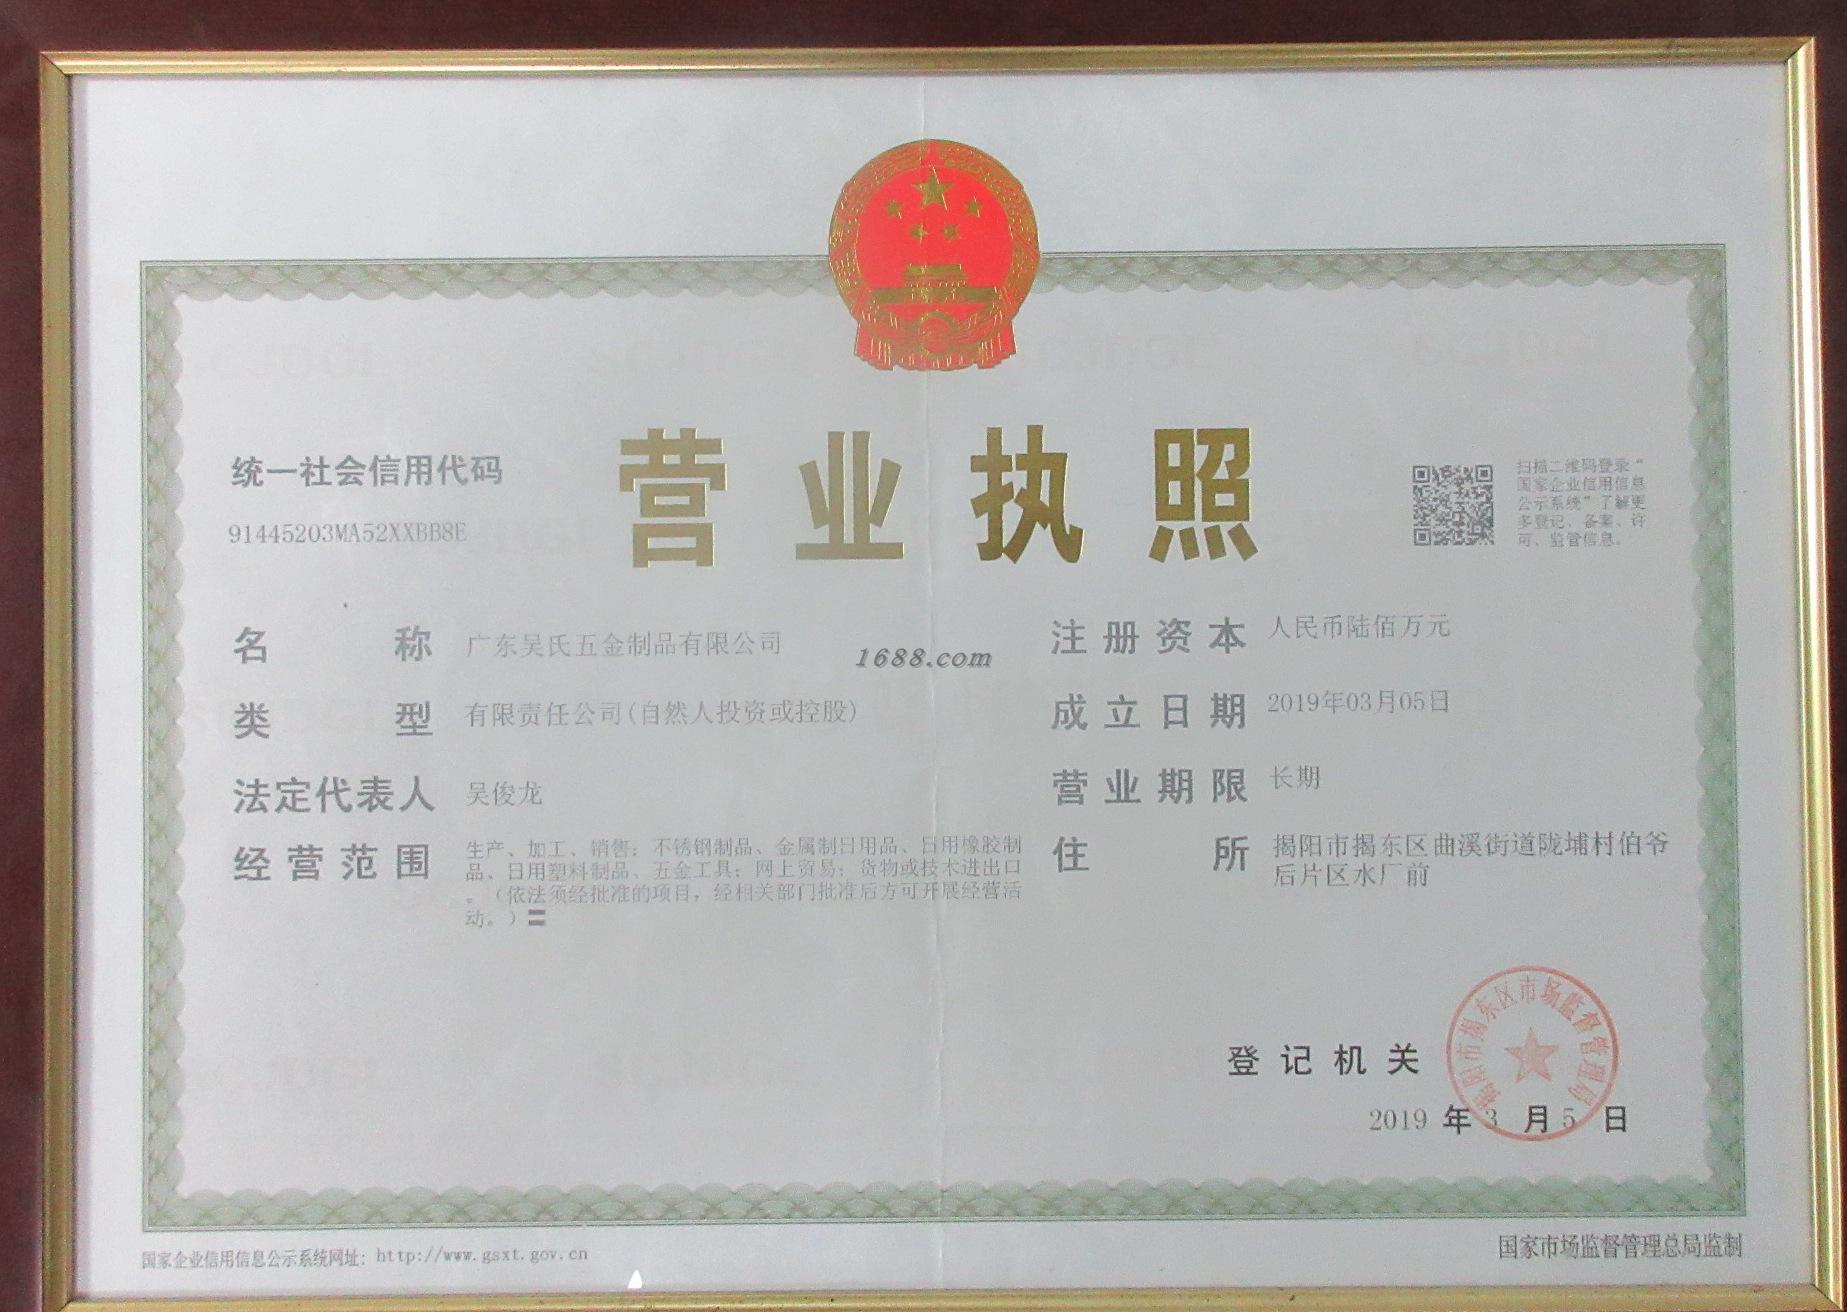 统一社会信用代码
91445203MA52XXBB8E
营业执照
扫描二维码登录“
国家企业信用信息
公示系统”了解更
多登记、备案、许
可、监管信息。
名称 广东吴氏五金制品有限公司
类型 有限责任公司(自然人投资或控股)
法定代表人 吴俊龙
经营范围 生产、加工、销售：不锈钢制品、金属制日用品、日用橡胶制
品、日用塑料制品、五金工具；网上贸易；货物或技术进出口
。（依法须经批准的项目，经相关部门批准后方可开展经营活
动。）〓
1688.com
注册资本 人民币陆佰万元
成立日期 2019年03月05日
营业期限 长期
住所 揭阳市揭东区曲溪街道陇埔村伯爷
后片区水厂前
登记机关
揭阳市揭东区市场监督管理局
2019 年 3 月 5 日
国家企业信用信息公示系统网址：http://www.gsxt.gov.cn
国家市场监督管理总局监制